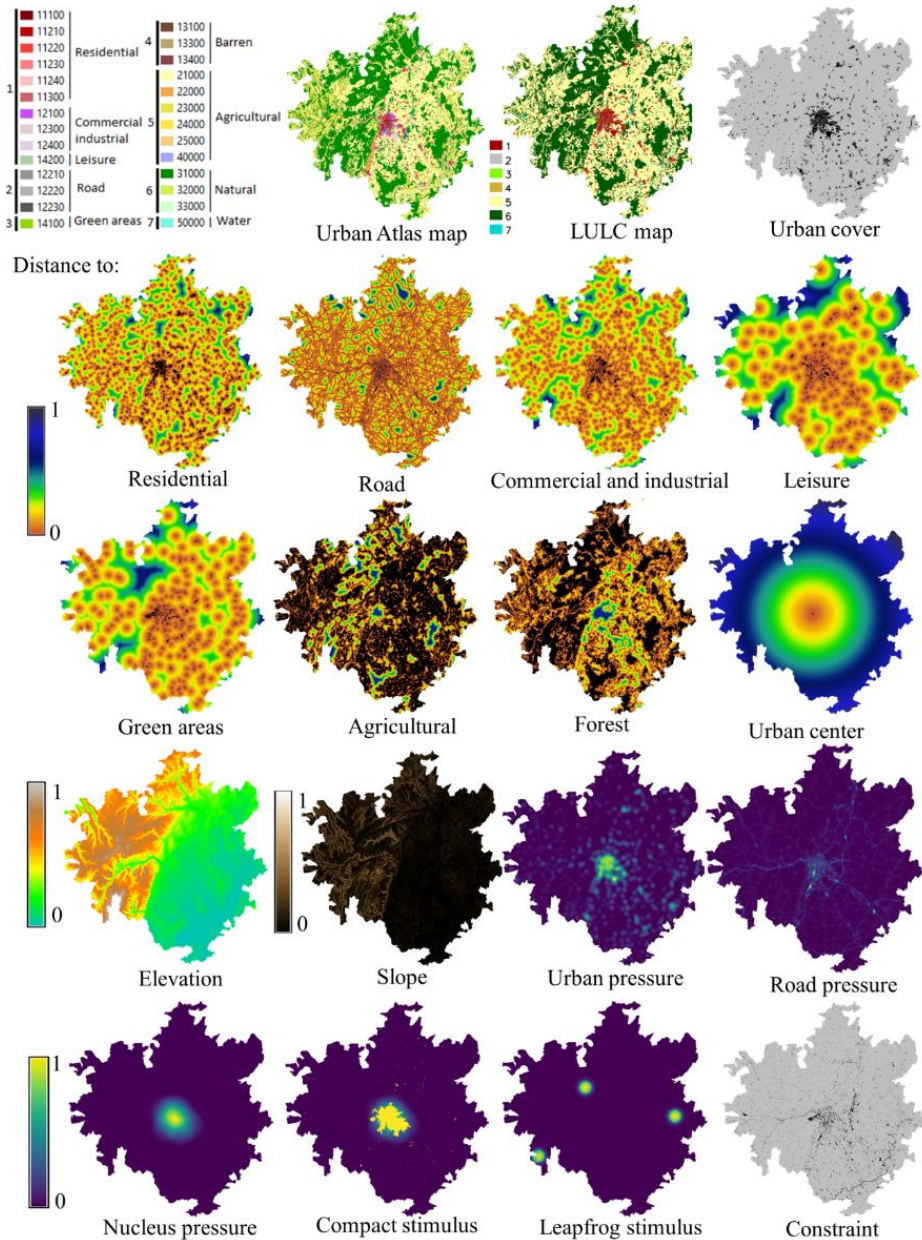 11100
11210
11220
11230
11240
11300
Residential
1
12100
12300
12400
Commercial
industrial
14200
Leisure
2
12210
12220
12230
Road
3
14100
Green areas
4
13100
13300
13400
Barren
5
21000
22000
23000
24000
25000
40000
Agricultural
6
31000
32000
33000
Natural
7
50000
Water
Urban Atlas map
1
2
3
4
5
6
7
LULC map
Urban cover
Distance to:
1
0
Residential
Road
Commercial and industrial
Leisure
Green areas
Agricultural
Forest
Urban center
1
0
Elevation
1
0
Slope
Urban pressure
Road pressure
1
0
Nucleus pressure
Compact stimulus
Leapfrog stimulus
Constraint